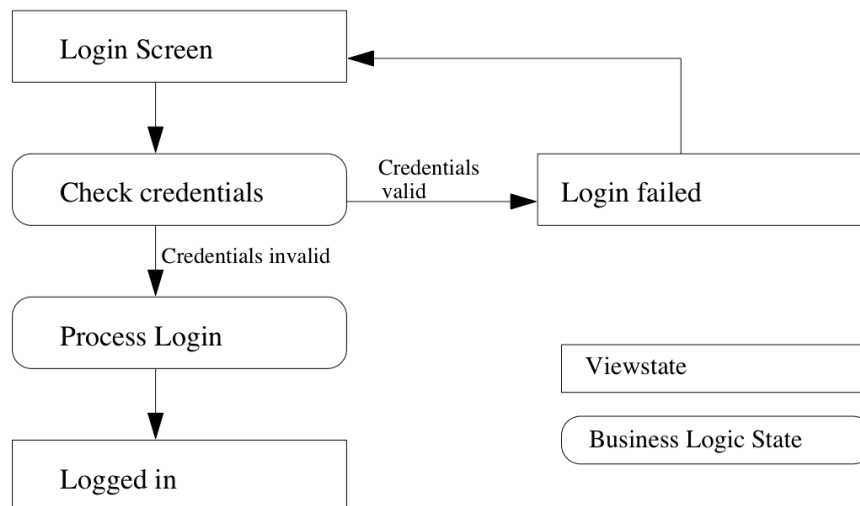 Login Screen
Check credentials
Credentials
valid
Login failed
Credentials invalid
Process Login
Viewstate
Business Logic State
Logged in